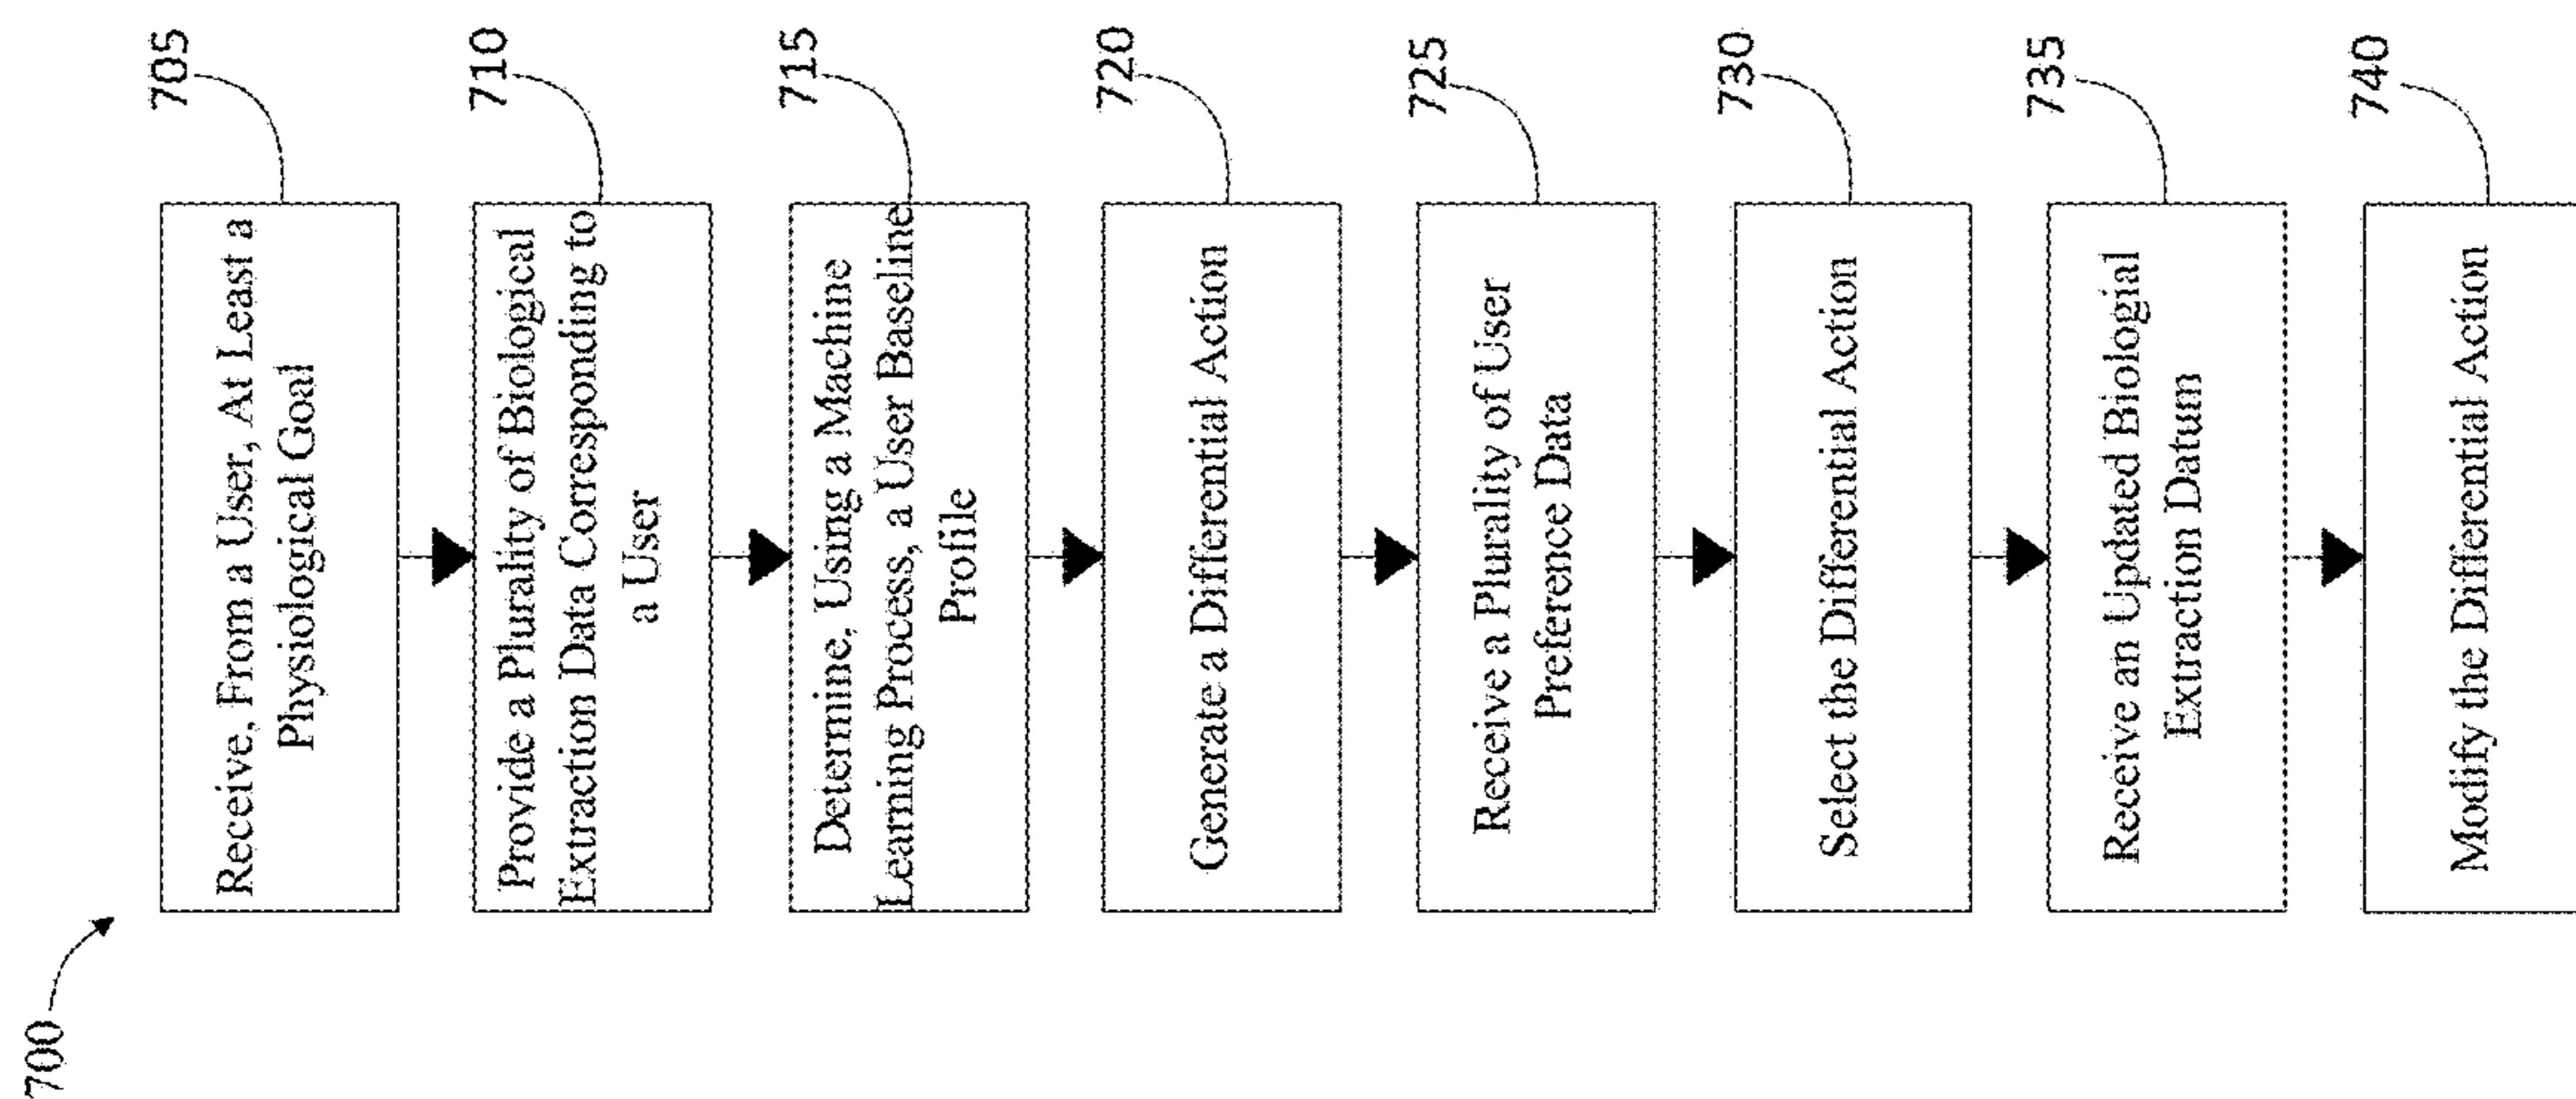 700
705
Receive, From a User, At Least a
Physiological Goal
710
Provide a Plurality of Biological
Extraction Data Corresponding to
a User
715
Determine, Using a Machine
Learning Process, a User Baseline
Profile
720
Generate a Differential Action
725
Receive a Plurality of User
Preference Data
730
Select the Differential Action
735
Receive an Updated Biologial
Extraction Datum
740
Modify the Differential Action